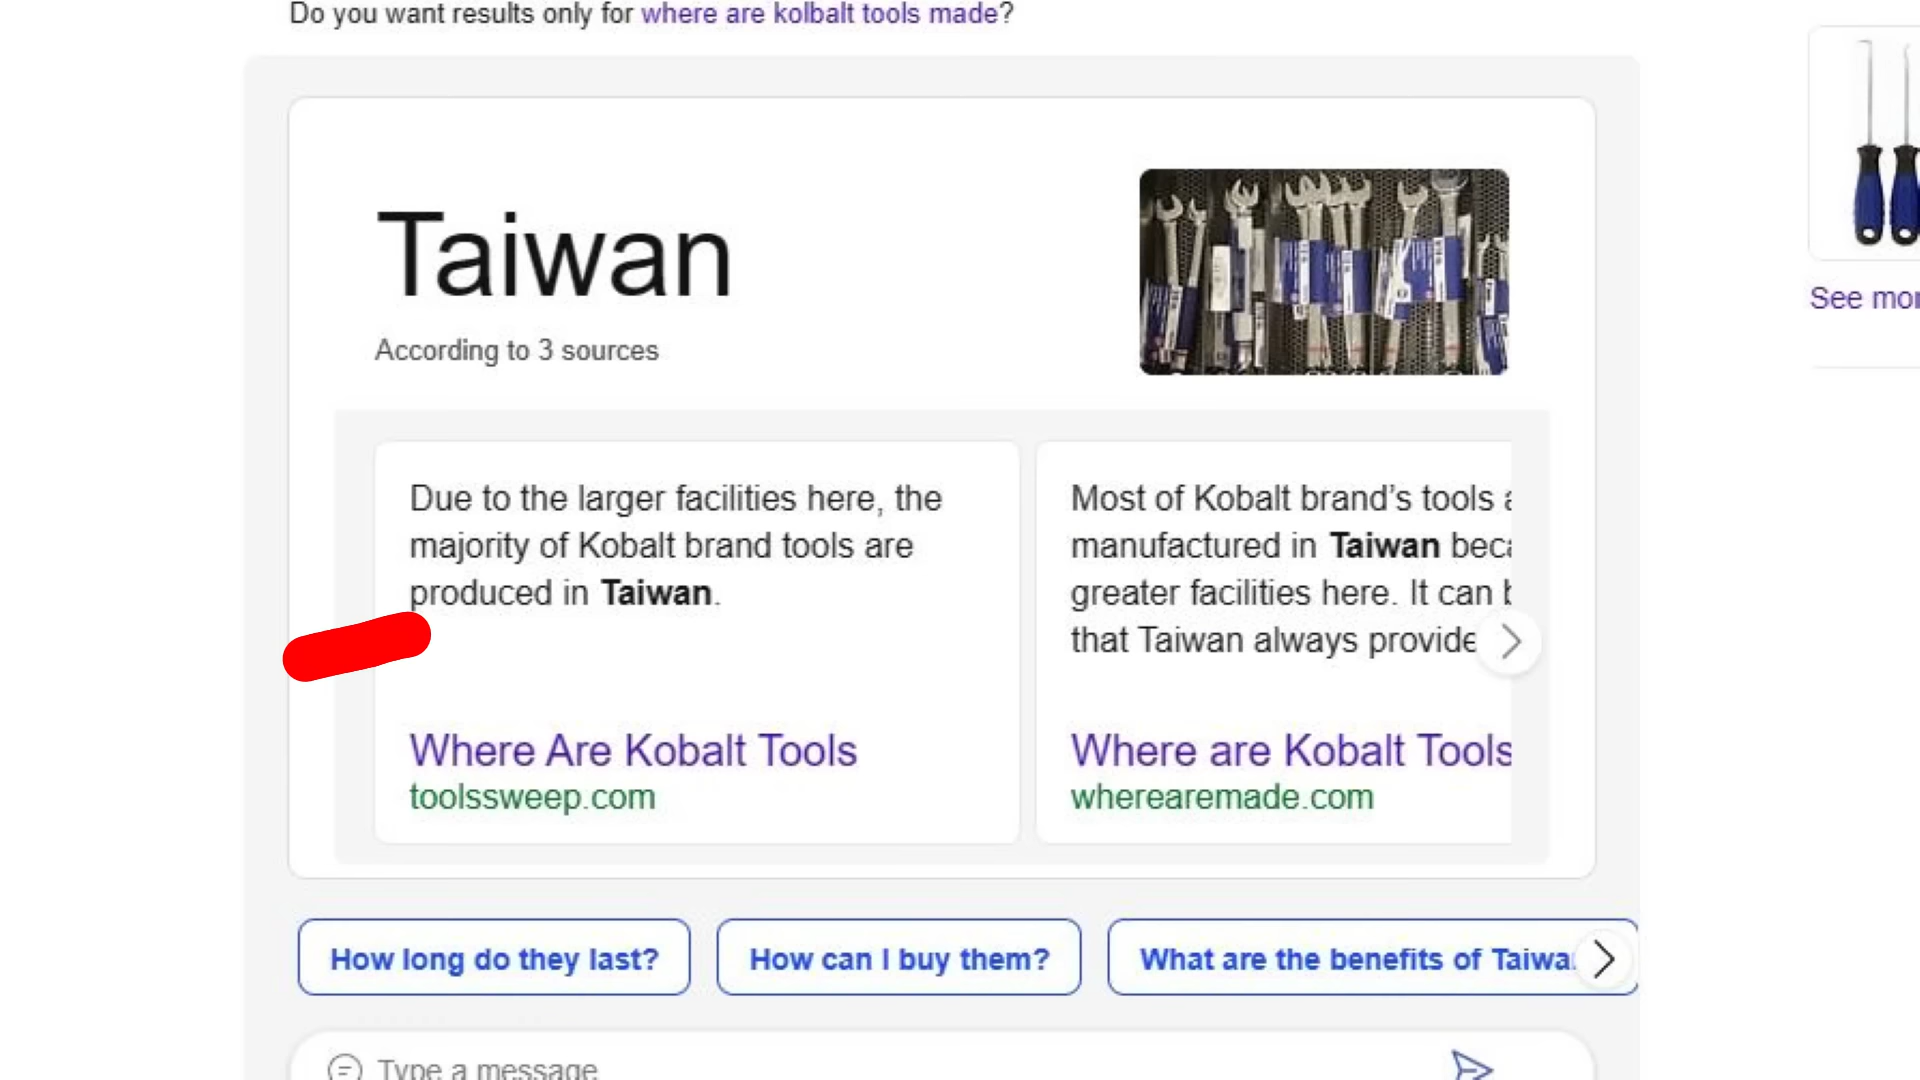 Do you want results only for where are kolbalt tools made?
Taiwan
According to 3 sources
Due to the larger facilities here, the
majority of Kobalt brand tools are
produced in Taiwan.
Where Are Kobalt Tools
toolssweep.com
Most of Kobalt brand's tools
manufactured in Taiwan
greater facilities here. It can
that Taiwan always provide
Where are Kobalt Tools
wherearemade.com
See
How long do they last?
How can I buy them?
What are the benefits of
Type a message